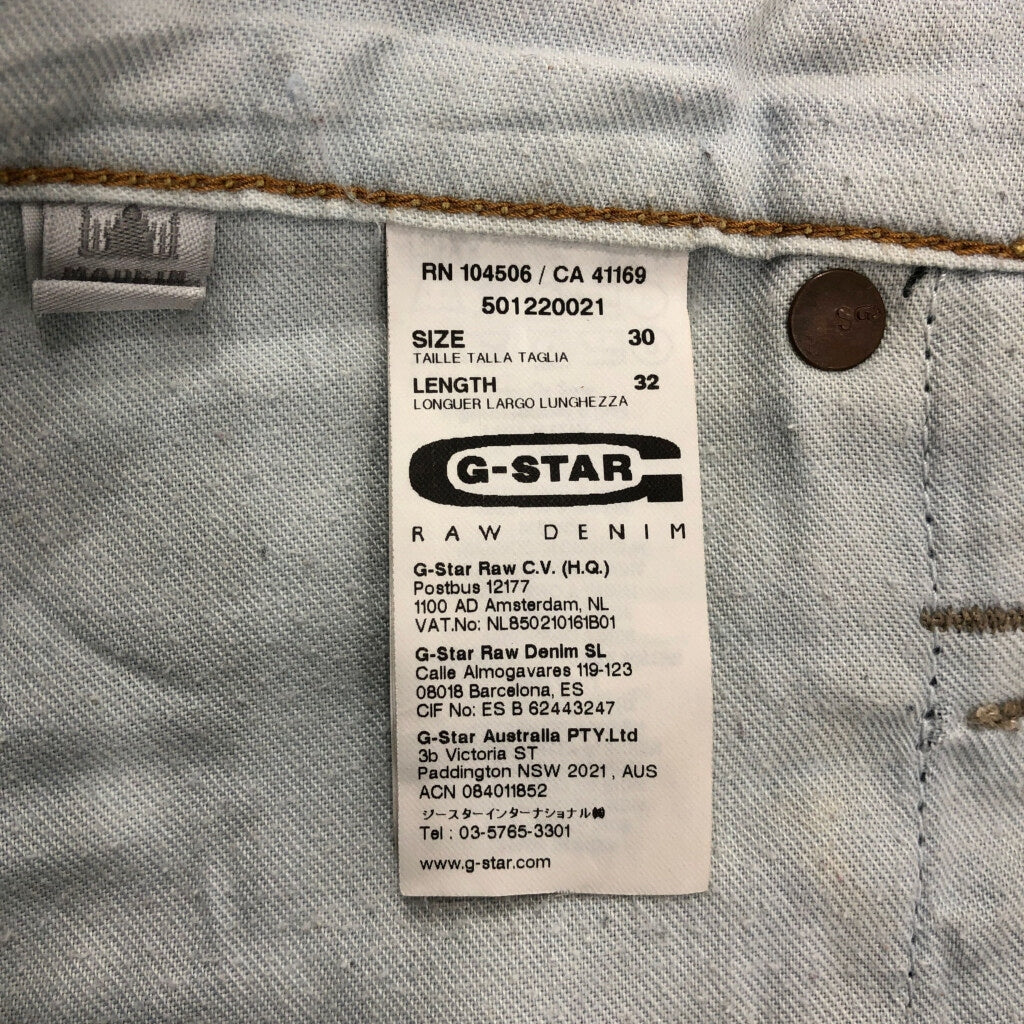 MADE IN
RN 104506 / CA 41169
501220021
SIZE 30
TAILLE TALLA TAGLIA
LENGTH 32
LONGUER LARGO LUNGHEZZA
G-STAR
RAW DENIM
G-Star Raw C.V. (H.Q.)
Postbus 12177
1100 AD Amsterdam, NL
VAT.No: NL850210161B01
G-Star Raw Denim SL
Calle Almogavares 119-123
08018 Barcelona, ES
CIF No: ES B 62443247
G-Star Australia PTY.Ltd
3b Victoria ST
Paddington NSW 2021 , AUS
ACN 084011852
ジースターインターナショナル㈱
Tel : 03-5765-3301
www.g-star.com